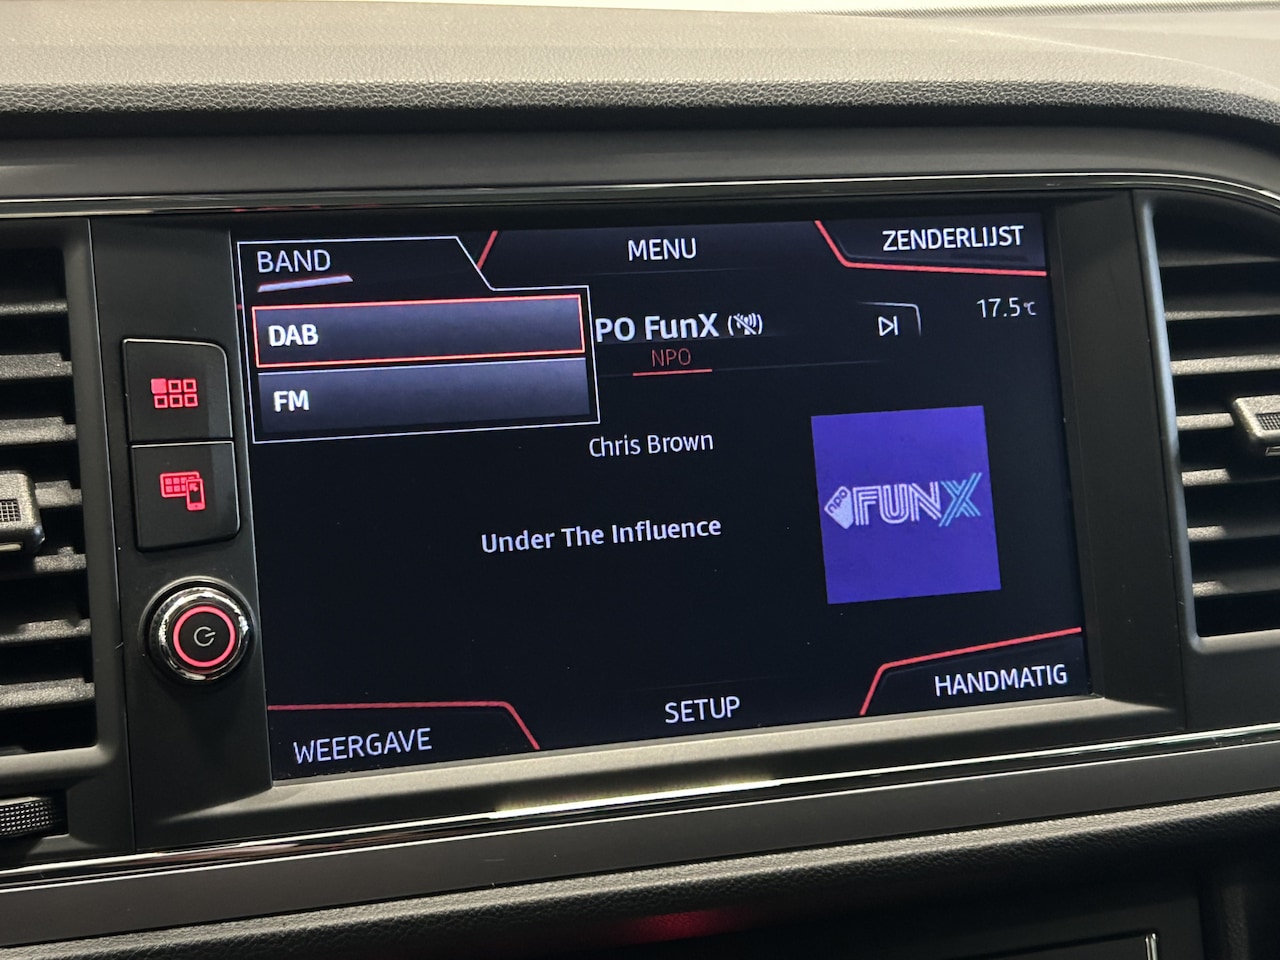 BAND
MENU
ZENDERLIJST
DAB
FM
PO FunX
NPO
17.5°C
Chris Brown
Under The Influence
npo FUNX
WEERGAVE
SETUP
HANDMATIG